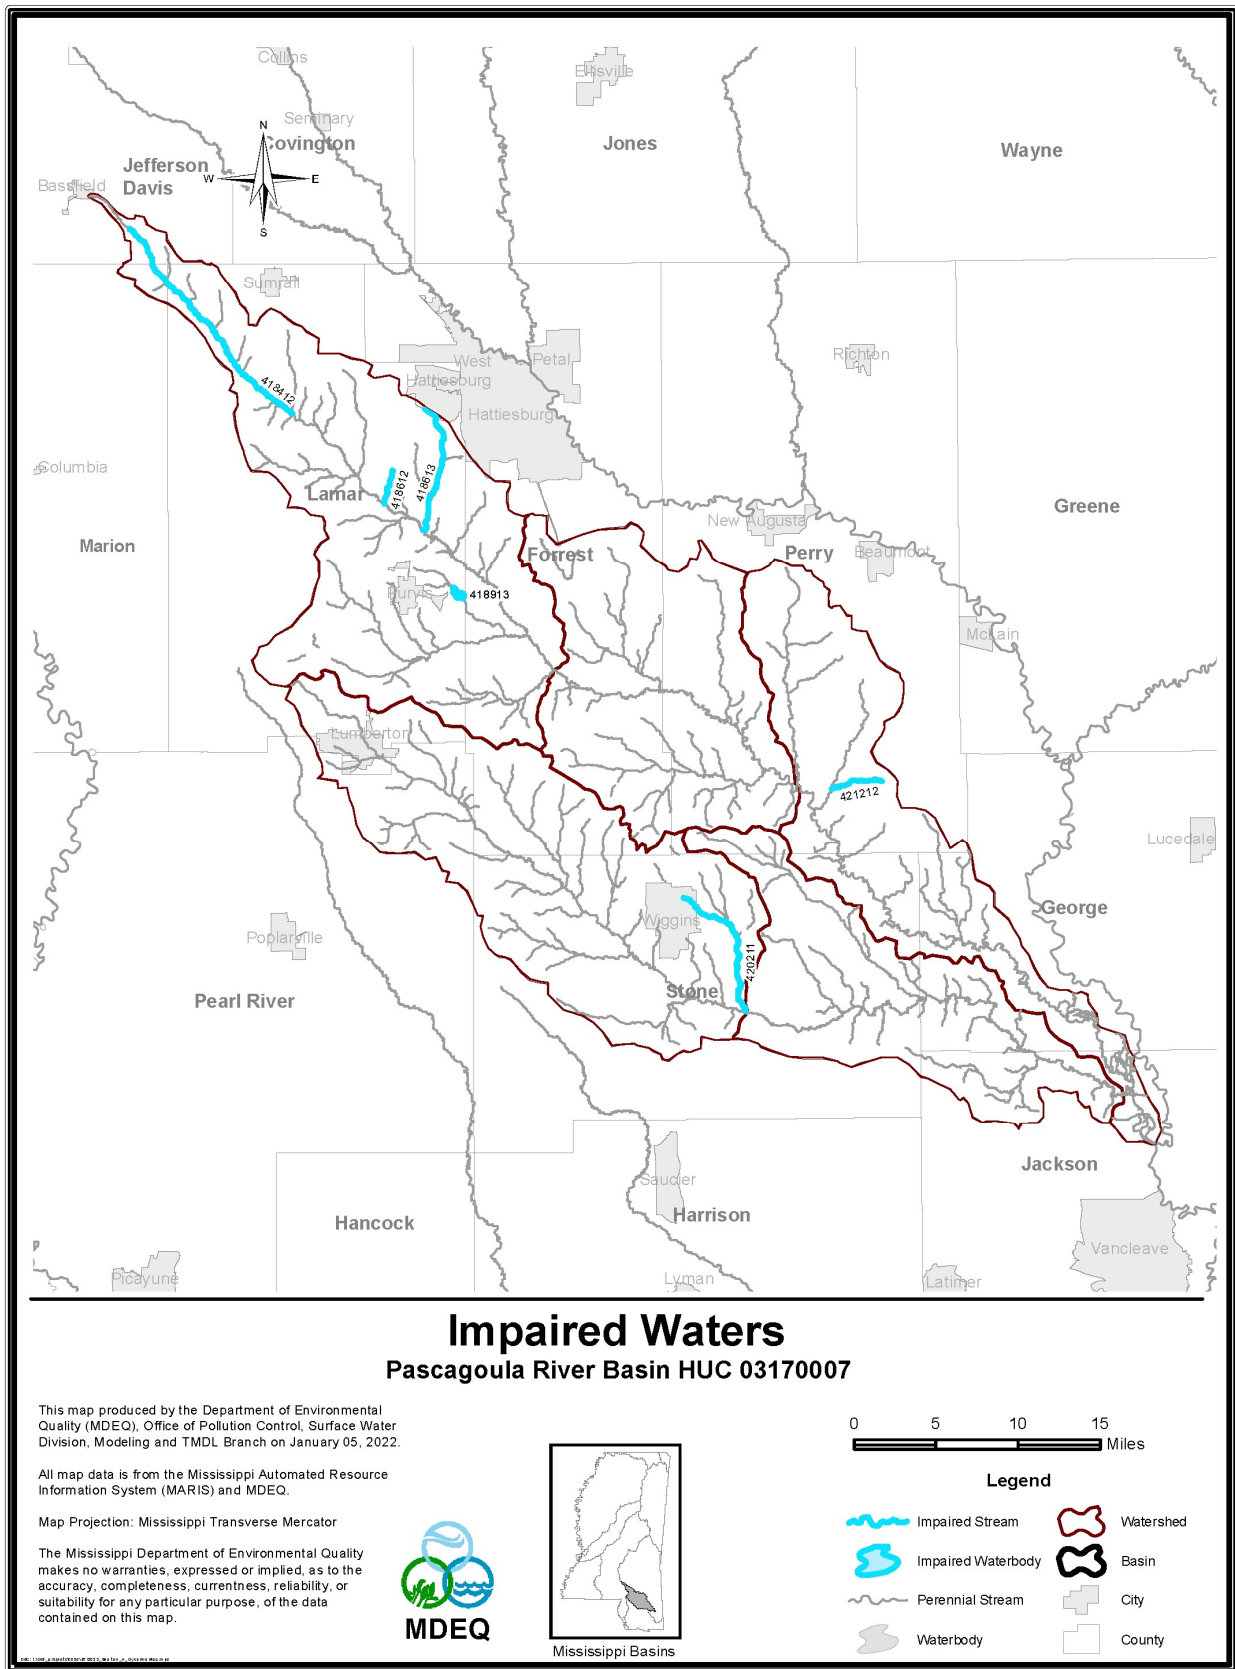 Collins
Ellisville
Seminary
N
Covington
Jones
Wayne
Jefferson
Davis
W
E
Bassfield
S
Sumrall
West
Hattiesburg
Petal
Richton
Hattiesburg
418412
Columbia
418612
418613
Lamar
Greene
New Augusta
Marion
Forrest
Perry
Beaumont
Purvis
418913
McLain
Lumberton
421212
Lucedale
George
Wiggins
Poplarville
420211
Pearl River
Stone
Jackson
Saucier
Harrison
Hancock
Vancleave
Picayune
Lyman
Latimer
Impaired Waters
Pascagoula River Basin HUC 03170007
This map produced by the Department of Environmental
Quality (MDEQ), Office of Pollution Control, Surface Water
Division, Modeling and TMDL Branch on January 05, 2022.
All map data is from the Mississippi Automated Resource
Information System (MARIS) and MDEQ.
Map Projection: Mississippi Transverse Mercator
The Mississippi Department of Environmental Quality
makes no warranties, expressed or implied, as to the
accuracy, completeness, currentness, reliability, or
suitability for any particular purpose, of the data
contained on this map.
MDEQ
Mississippi Basins
0 5 10 15
Miles
Legend
Impaired Stream
Watershed
Impaired Waterbody
Basin
Perennial Stream
City
Waterbody
County